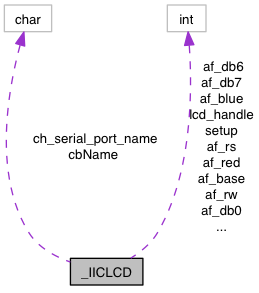 char
int
ch_serial_port_name
cbName
af_db6
af_db7
af_blue
lcd_handle
setup
af_rs
af_red
af_base
af_rw
af_db0
...
_IICLCD